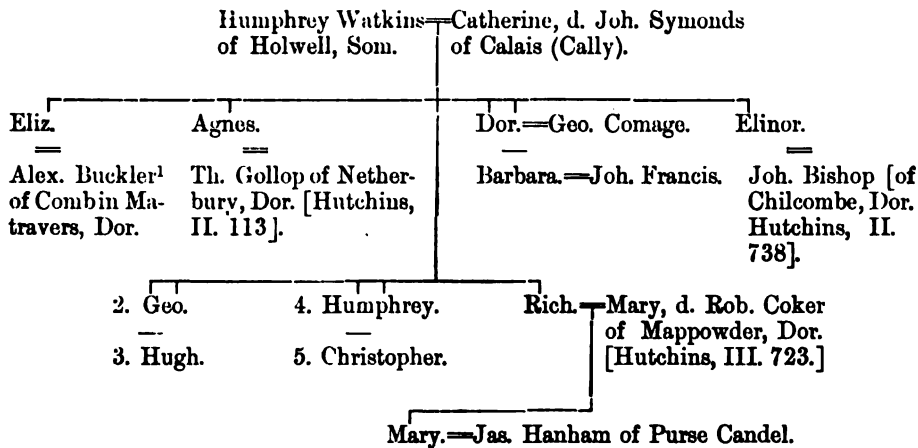 Humphrey Watkins=Catherine, d. Joh. Symonds
of Holwell, Som. of Calais (Cally).
Eliz. Agnes. Dor.=Geo. Comage. Elinor.
=
Alex. Buckler¹
of Combin Ma-
travers, Dor.
=
Th. Gollop of Nether-
bury, Dor. [Hutchins,
II. 113].
—
Barbara.=Joh. Francis.
=
Joh. Bishop [of
Chilcombe, Dor.
Hutchins, II.
738].
2. Geo. 4. Humphrey. Rich.=Mary, d. Rob. Coker
of Mappowder, Dor.
[Hutchins, III. 723.]
— —
3. Hugh. 5. Christopher.
Mary.=Jas. Hanham of Purse Candel.